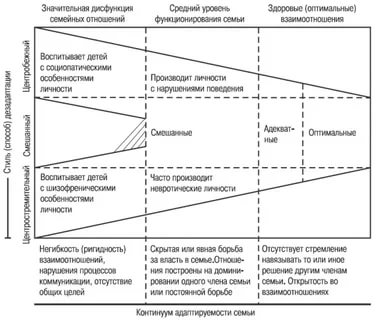 Значительная дисфункция
семейных отношений
Средний уровень
функционирования семьи
Здоровые (оптимальные)
взаимоотношения
Стиль (способ) дезадаптации
Центробежный
Воспитывает детей
с социопатическими
особенностями
личности
Производит личности
с нарушениями поведения
Смешанный
Смешанные
Адекват-
ные
Оптимальные
Центростремительный
Воспитывает детей
с шизофреническими
особенностями
личности
Часто производит
невротические личности
Негибкость (ригидность)
взаимоотношений,
нарушения процессов
коммуникации, отсутствие
общих целей
Скрытая или явная борьба
за власть в семье.Отноше-
ния построены на домини-
ровании одного члена семьи
или постоянной борьбе
Отсутствует стремление
навязывать то или иное
решение другим членам
семьи. Открытость во
взаимоотношениях
Континуум адаптируемости семьи